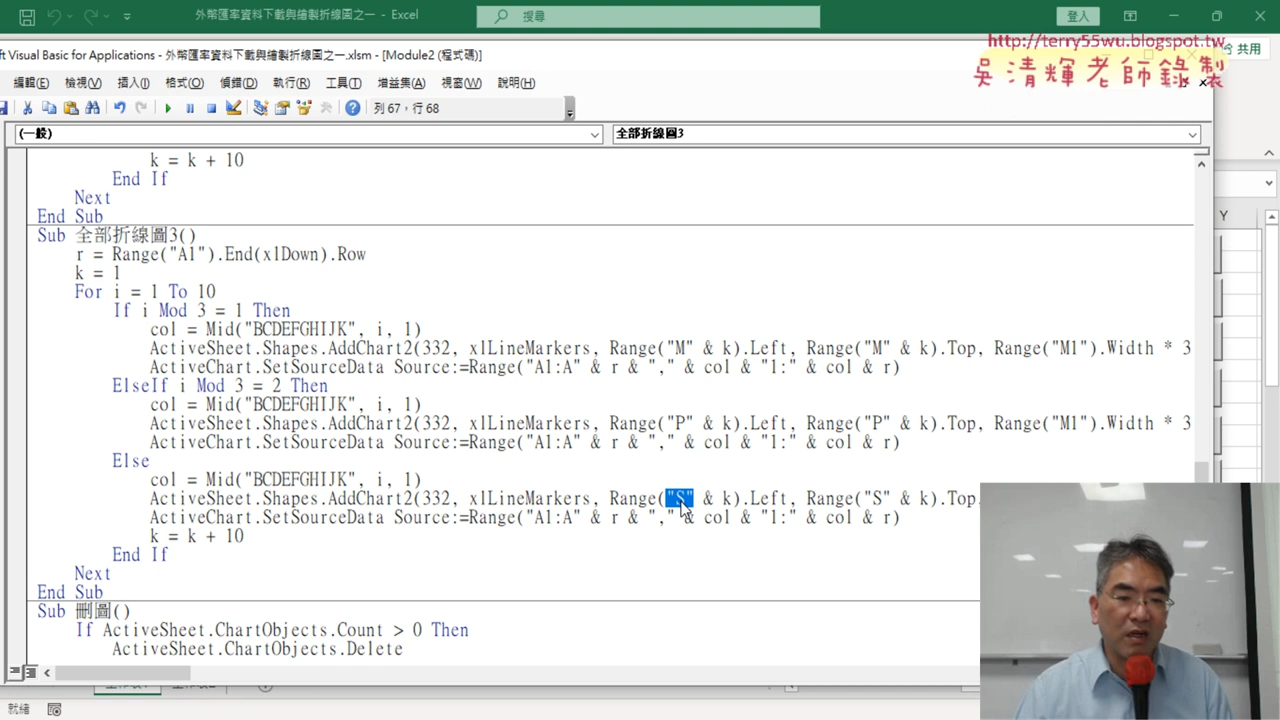 外幣匯率資料下載與繪製折線圖之一 - Excel
搜尋
登入
http://terry55wu.blogspot.tw
共用
吳清輝老師錄製
ft Visual Basic for Applications - 外幣匯率資料下載與繪製折線圖之一.xlsm - [Module2 (程式碼)]
編輯(E) 檢視(V) 插入(I) 格式(O) 偵錯(D) 執行(R) 工具(T) 增益集(A) 視窗(W) 說明(H)
列 67，行 68
(一般)
全部折線圖3
k = k + 10
End If
Next
End Sub
Sub 全部折線圖3()
r = Range("A1").End(xlDown).Row
k = 1
For i = 1 To 10
If i Mod 3 = 1 Then
col = Mid("BCDEFGHIJK", i, 1)
ActiveSheet.Shapes.AddChart2(332, xlLineMarkers, Range("M" & k).Left, Range("M" & k).Top, Range("M1").Width * 3
ActiveChart.SetSourceData Source:=Range("A1:A" & r & "," & col & "1:" & col & r)
ElseIf i Mod 3 = 2 Then
col = Mid("BCDEFGHIJK", i, 1)
ActiveSheet.Shapes.AddChart2(332, xlLineMarkers, Range("P" & k).Left, Range("P" & k).Top, Range("M1").Width * 3
ActiveChart.SetSourceData Source:=Range("A1:A" & r & "," & col & "1:" & col & r)
Else
col = Mid("BCDEFGHIJK", i, 1)
ActiveSheet.Shapes.AddChart2(332, xlLineMarkers, Range("S" & k).Left, Range("S" & k).Top,
ActiveChart.SetSourceData Source:=Range("A1:A" & r & "," & col & "1:" & col & r)
k = k + 10
End If
Next
End Sub
Sub 刪圖()
If ActiveSheet.ChartObjects.Count > 0 Then
ActiveSheet.ChartObjects.Delete
Y
就緒